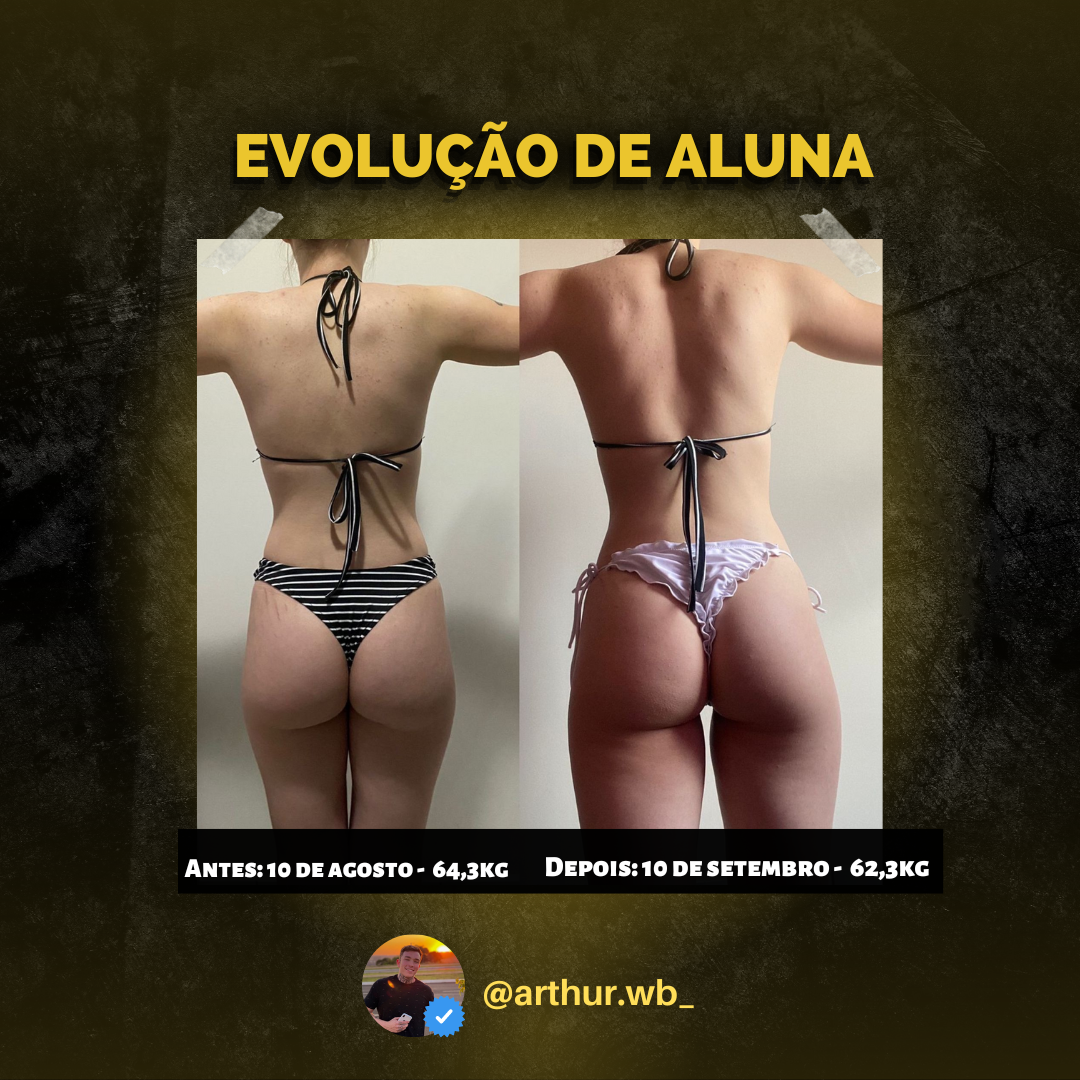 EVOLUÇÃO DE ALUNA
Antes: 10 de agosto - 64,3kg
Depois: 10 de setembro - 62,3kg
@arthur.wb_